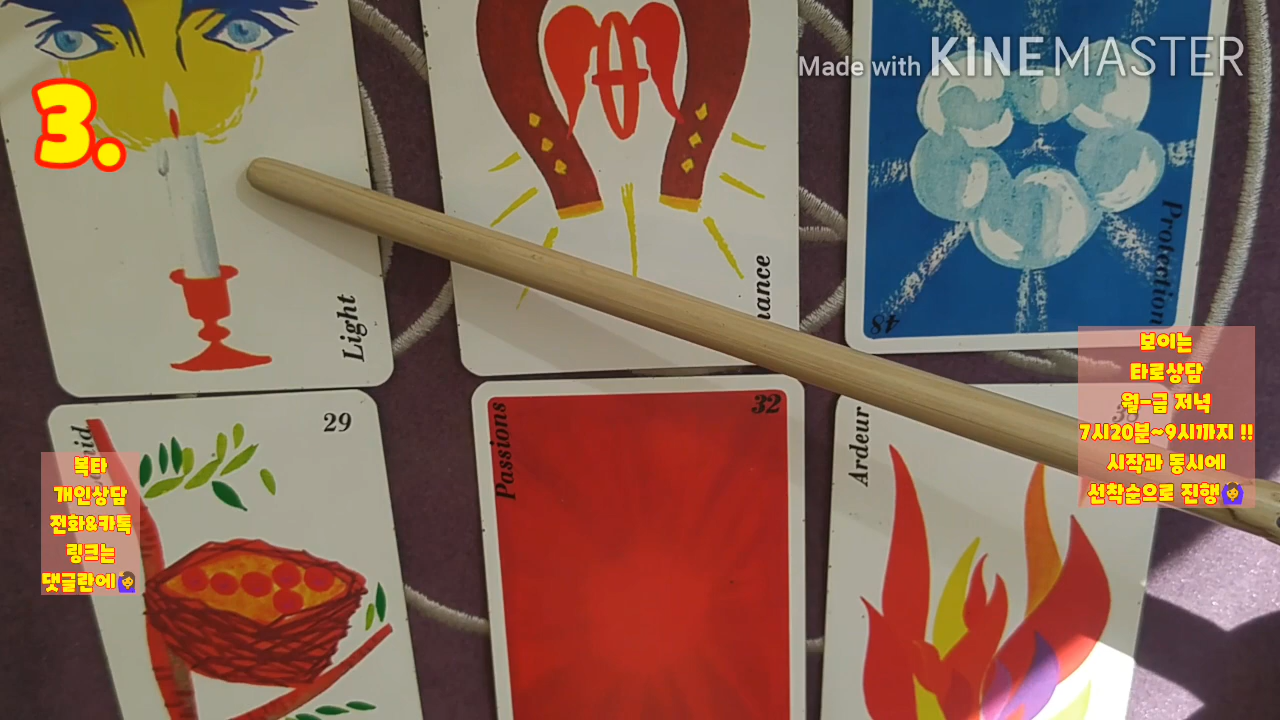 Made with KINEMASTER
3.
Light
ance
Protection
48
29
Passions
32
Ardeur
복타
개인상담
전화&카톡
링크는
댓글란에🙋
보이는
타로상담
월-금 저녁
7시20분~9시까지 !!
시작과 동시에
선착순으로 진행🙋